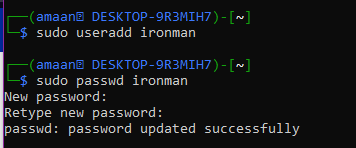 ┌──(amaan㉿ DESKTOP-9R3MIH7)-[~]
└─$ sudo useradd ironman
┌──(amaan㉿ DESKTOP-9R3MIH7)-[~]
└─$ sudo passwd ironman
New password:
Retype new password:
passwd: password updated successfully